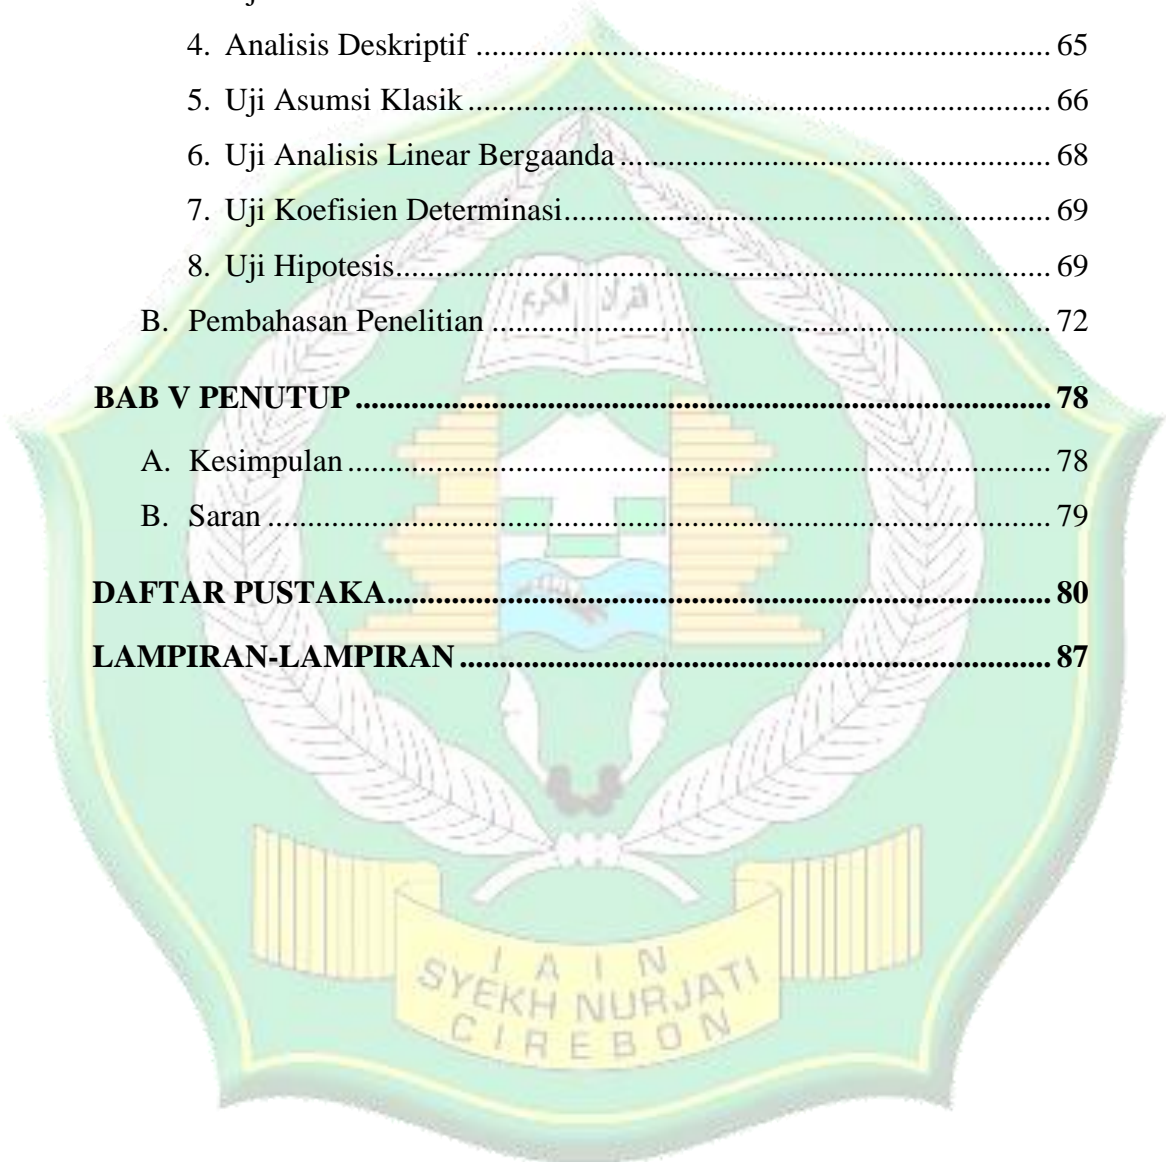 4. Analisis Deskriptif ........................................................................ 65
5. Uji Asumsi Klasik ......................................................................... 66
6. Uji Analisis Linear Bergaanda ...................................................... 68
7. Uji Koefisien Determinasi............................................................. 69
8. Uji Hipotesis.................................................................................. 69
B. Pembahasan Penelitian ...................................................................... 72
BAB V PENUTUP ......................................................................................... 78
A. Kesimpulan ........................................................................................ 78
B. Saran .................................................................................................. 79
DAFTAR PUSTAKA..................................................................................... 80
LAMPIRAN-LAMPIRAN ........................................................................... 87
IAIN
SYEKH NURJATI
CIREBON